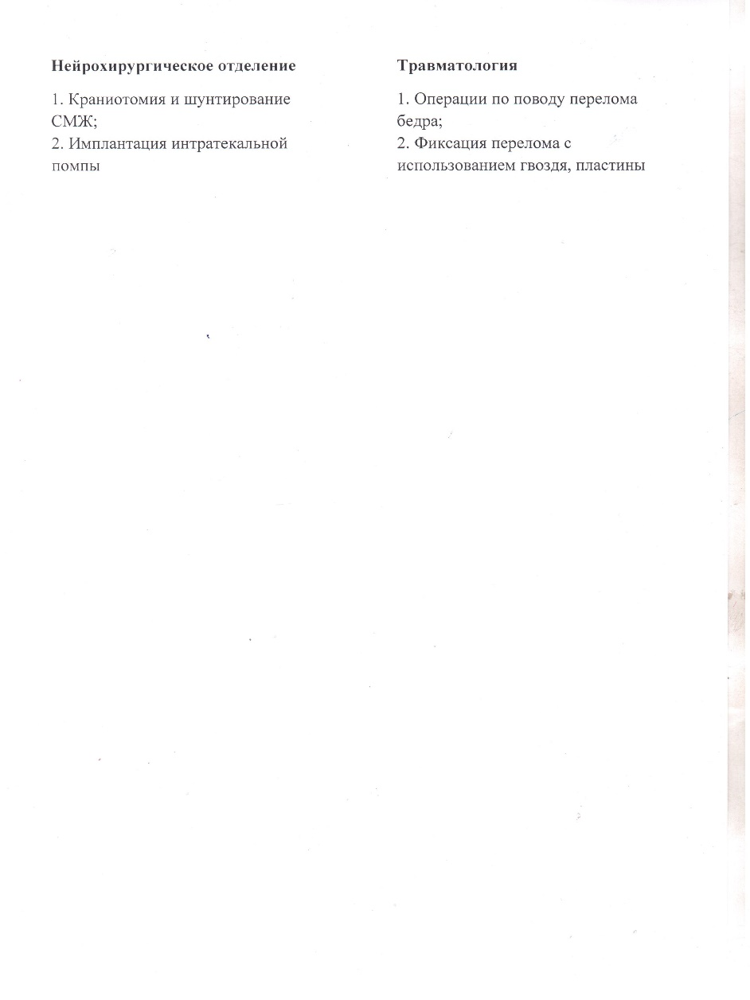 Нейрохирургическое отделение
1. Краниотомия и шунтирование
СМЖ;
2. Имплантация интратекальной
помпы
Травматология
1. Операции по поводу перелома
бедра;
2. Фиксация перелома с
использованием гвоздя, пластины